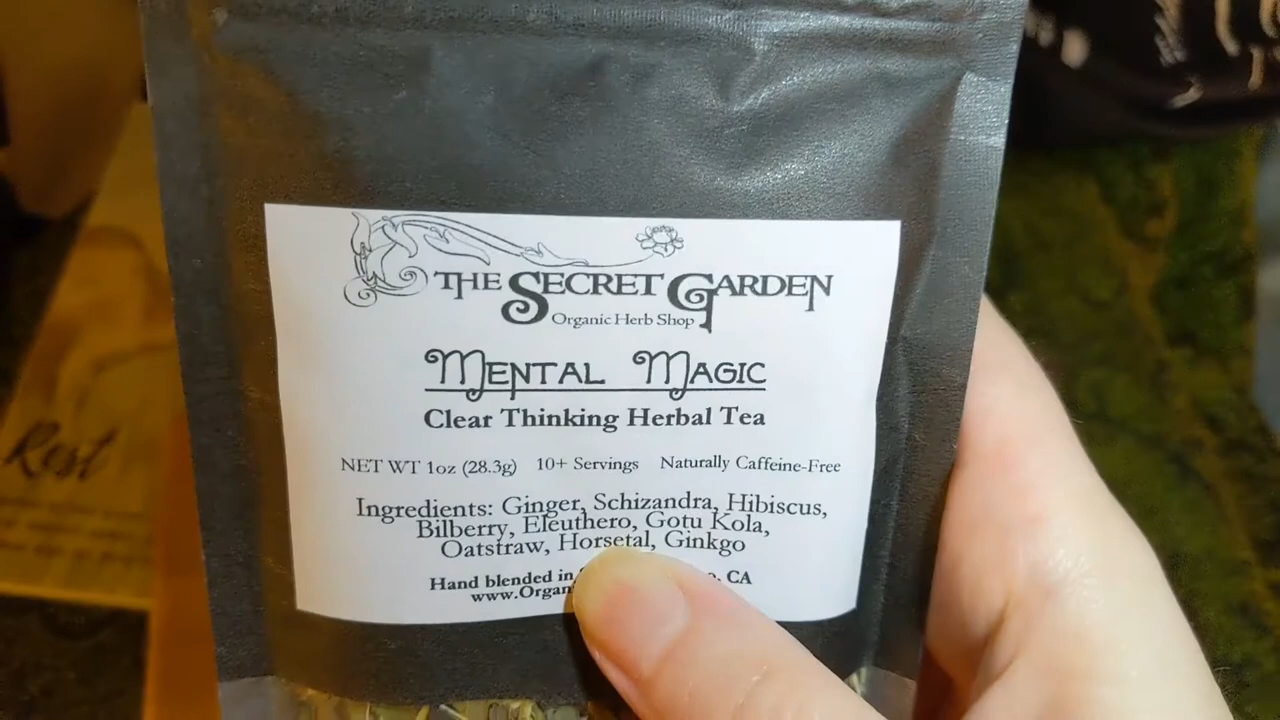 THE SECRET GARDEN
Organic Herb Shop
MENTAL MAGIC
Clear Thinking Herbal Tea
NET WT 1oz (28.3g) 10+ Servings Naturally Caffeine-Free
Ingredients: Ginger, Schizandra, Hibiscus,
Bilberry, Eleuthero, Gotu Kola,
Oatstraw, Horsetal, Ginkgo
Hand blended in CA
www.Organ
Rest